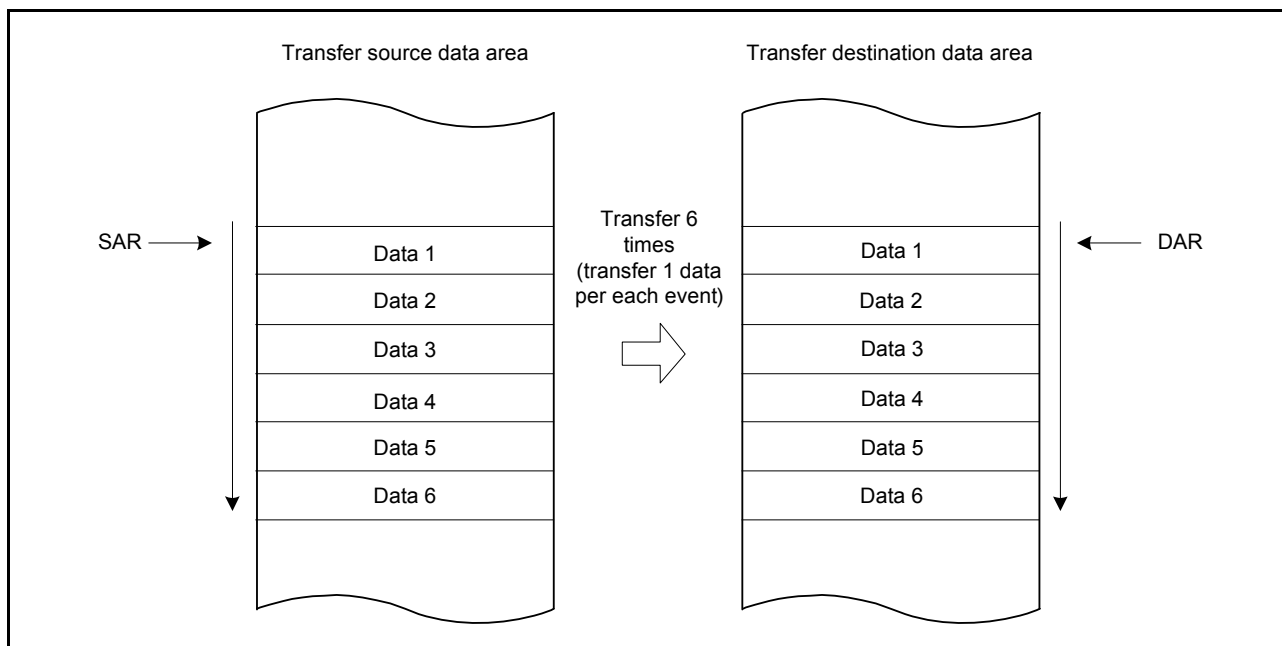 Transfer source data area
Transfer destination data area
SAR
Data 1
Data 2
Data 3
Data 4
Data 5
Data 6
Transfer 6
times
(transfer 1 data
per each event)
Data 1
Data 2
Data 3
Data 4
Data 5
Data 6
DAR